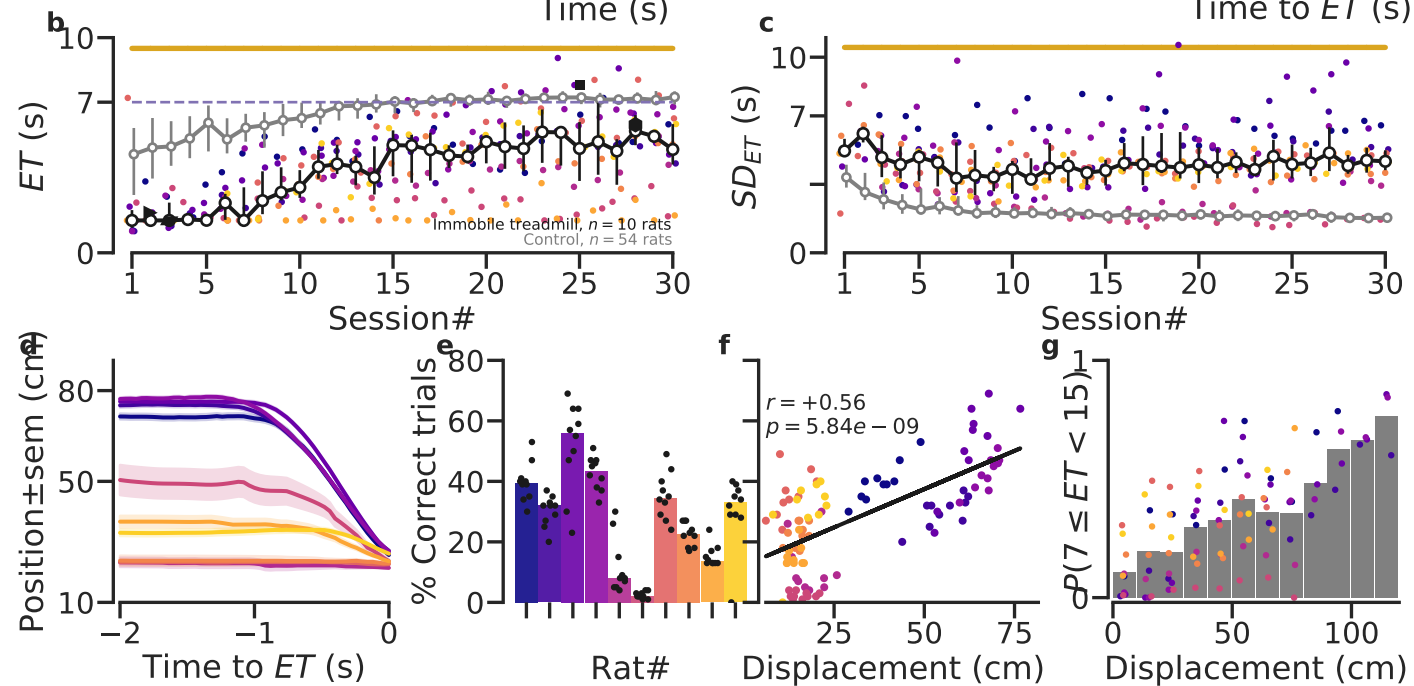 Time (s)
Time to ET (s)
b
10
7
0
ET (s)
Immobile treadmill, n = 10 rats
Control, n = 54 rats
1 5 10 15 20 25 30
Session#
c
10
7
0
SD_ET (s)
1 5 10 15 20 25 30
Session#
d
80
50
10
Position±sem (cm)
−2 −1 0
Time to ET (s)
e
80
60
40
20
0
% Correct trials
Rat#
f
r = +0.56
p = 5.84e − 09
25 50 75
Displacement (cm)
g
1
0
P(7 ≤ ET < 15)
0 50 100
Displacement (cm)